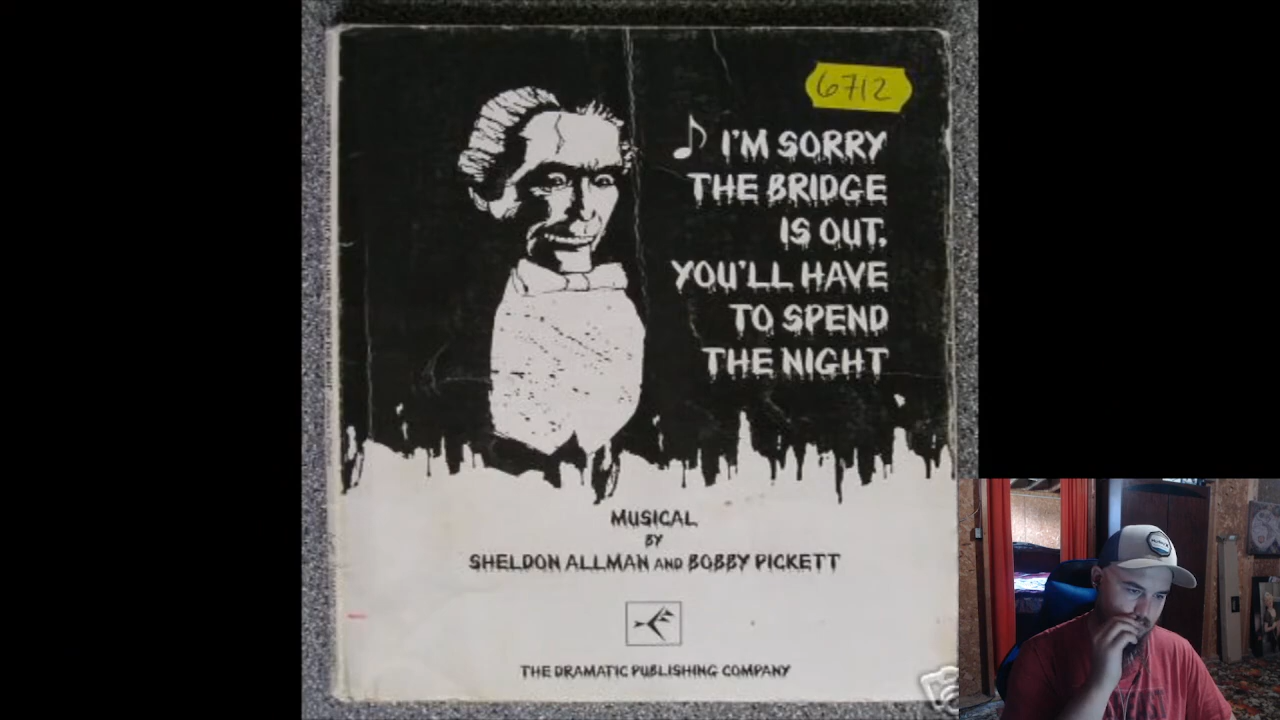 6712
♪ I'M SORRY
THE BRIDGE
IS OUT,
YOU'LL HAVE
TO SPEND
THE NIGHT
MUSICAL
BY
SHELDON ALLMAN AND BOBBY PICKETT
THE DRAMATIC PUBLISHING COMPANY